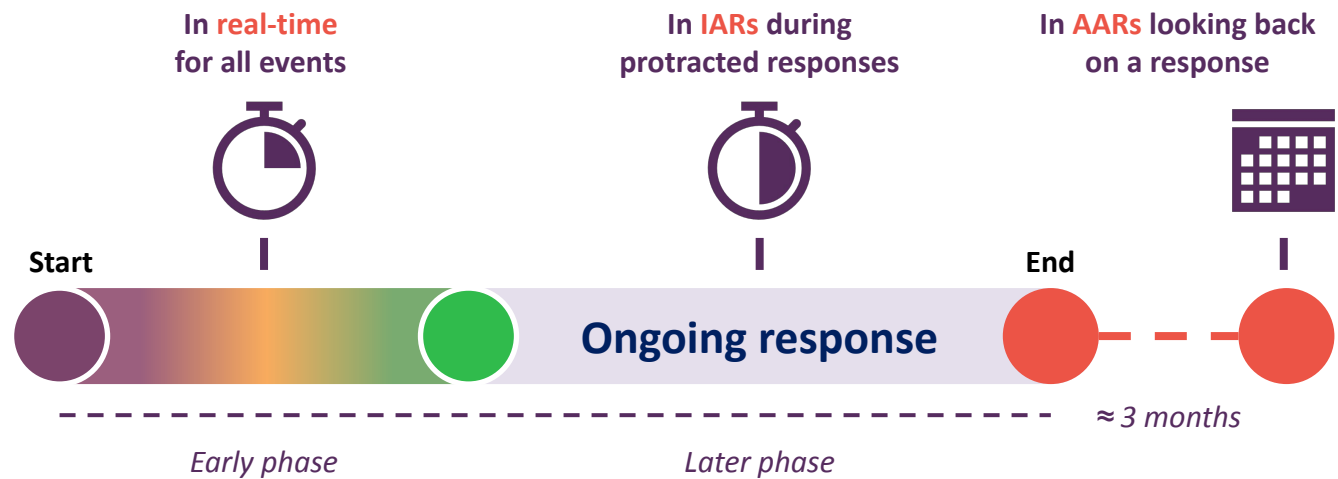 In real-time
for all events
In IARs during
protracted responses
In AARs looking back
on a response
Start
End
Ongoing response
≈ 3 months
Early phase
Later phase